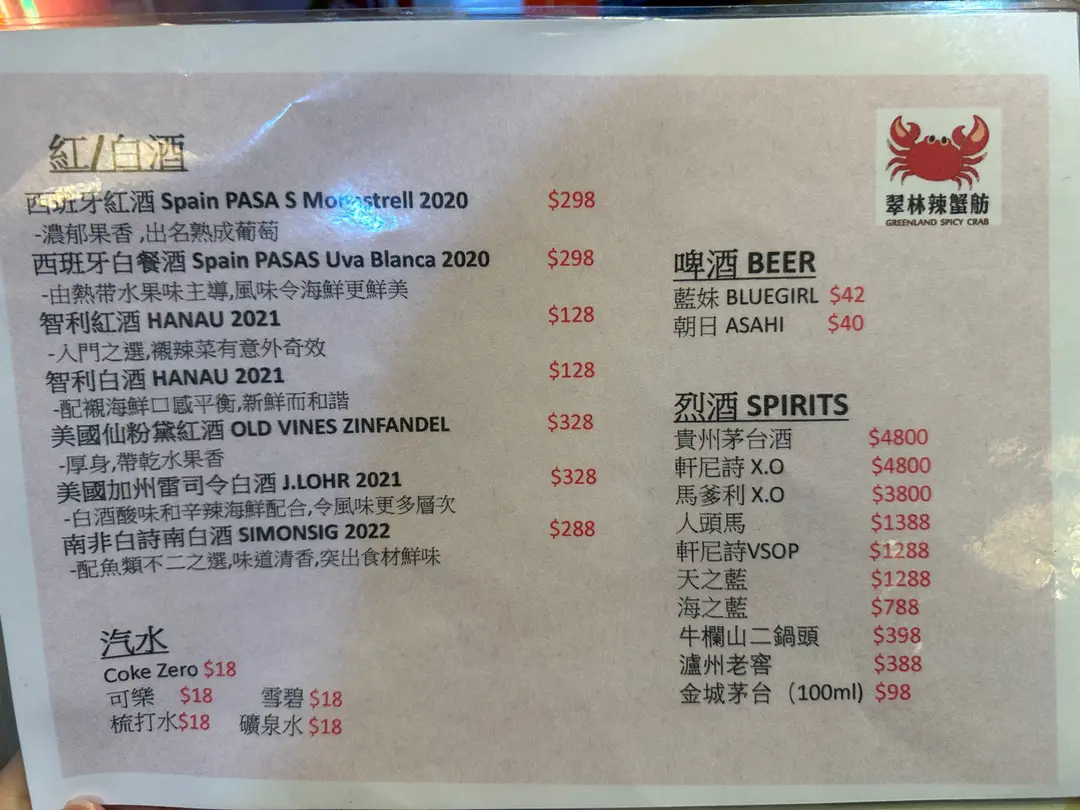 紅/白酒
西班牙紅酒 Spain PASA S Monastrell 2020 $298
-濃郁果香 ,出名熟成葡萄
西班牙白餐酒 Spain PASAS Uva Blanca 2020 $298
-由熱帶水果味主導,風味令海鮮更鮮美
智利紅酒 HANAU 2021 $128
-入門之選,襯辣菜有意外奇效
智利白酒 HANAU 2021 $128
-配襯海鮮口感平衡,新鮮而和諧
美國仙粉黛紅酒 OLD VINES ZINFANDEL $328
-厚身,帶乾水果香
美國加州雷司令白酒 J.LOHR 2021 $328
-白酒酸味和辛辣海鮮配合,令風味更多層次
南非白詩南白酒 SIMONSIG 2022 $288
-配魚類不二之選,味道清香,突出食材鮮味
汽水
Coke Zero $18
可樂 $18 雪碧 $18
梳打水$18 礦泉水 $18
翠林辣蟹舫
GREENLAND SPICY CRAB
啤酒 BEER
藍妹 BLUEGIRL $42
朝日 ASAHI $40
烈酒 SPIRITS
貴州茅台酒 $4800
軒尼詩 X.O $4800
馬爹利 X.O $3800
人頭馬 $1388
軒尼詩VSOP $1288
天之藍 $1288
海之藍 $788
牛欄山二鍋頭 $398
瀘州老窖 $388
金城茅台（100ml) $98